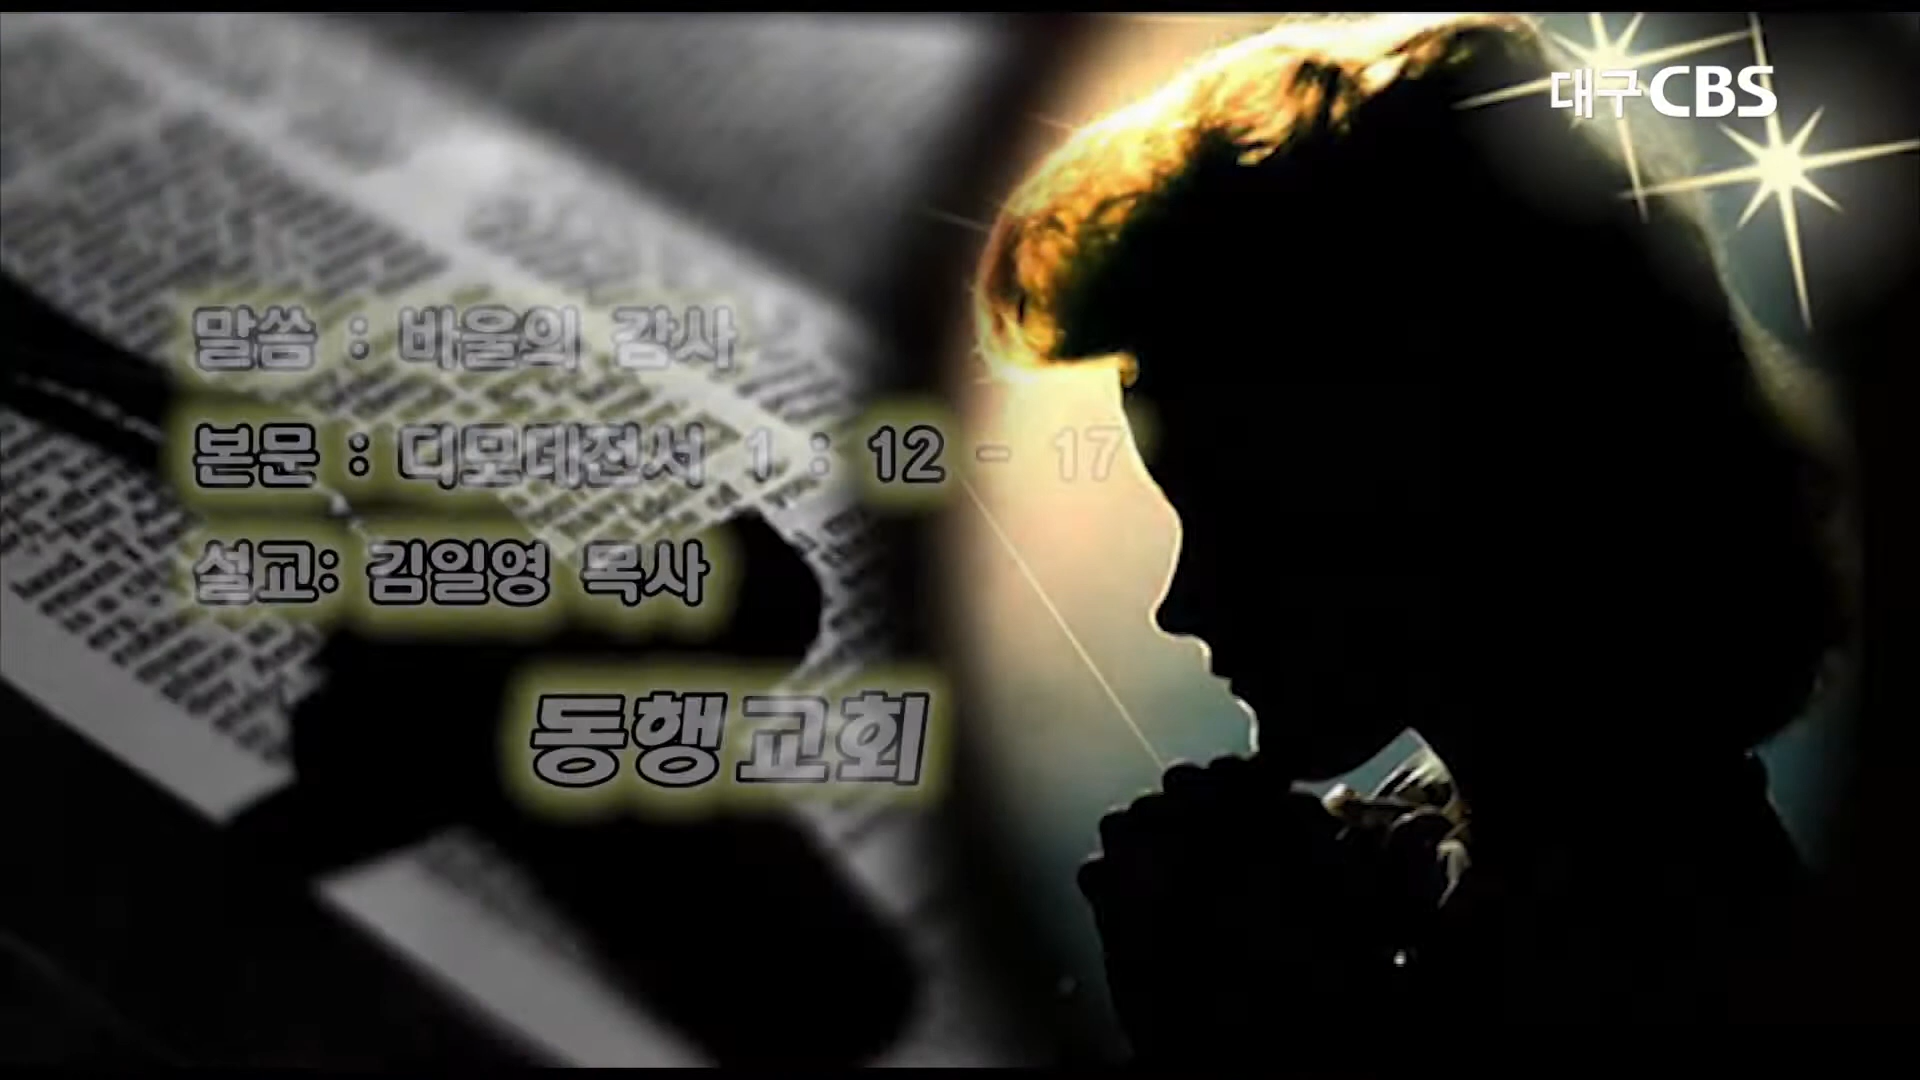 대구CBS
말씀 : 바울의 감사
본문 : 디모데전서 1 : 12 - 17
설교: 김일영 목사
동행교회